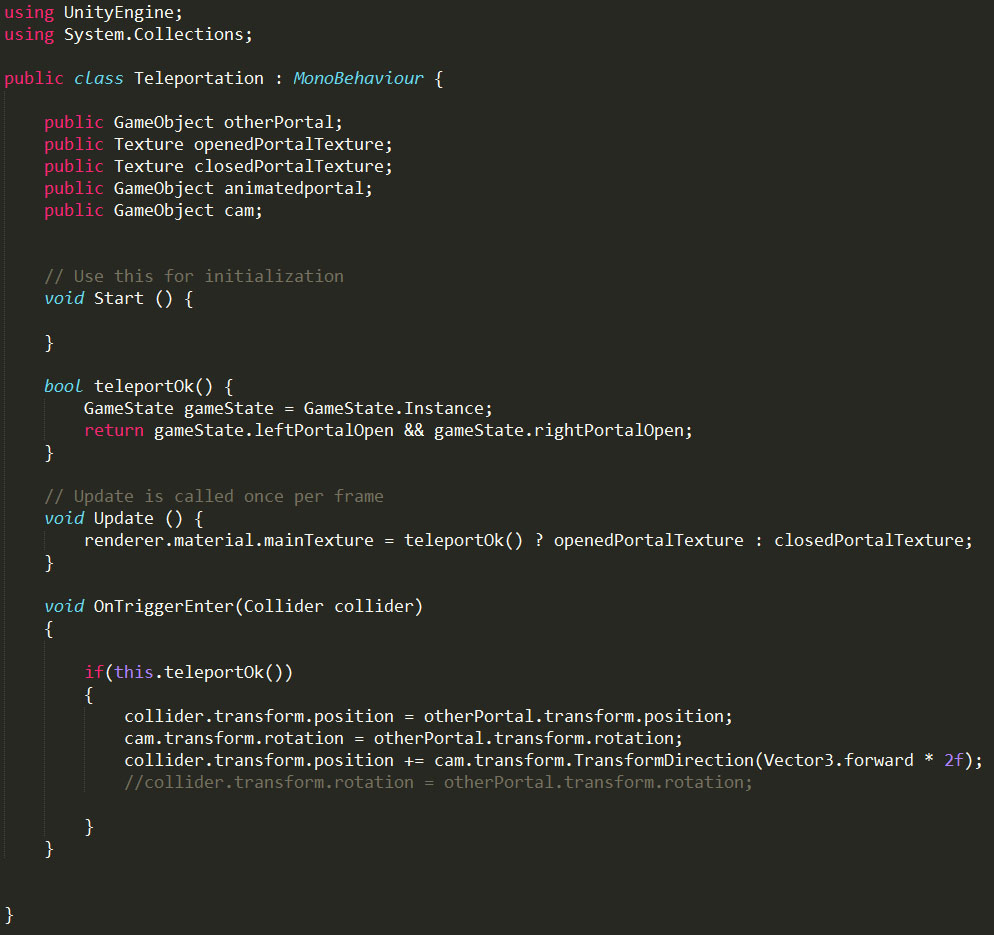 using UnityEngine;
using System.Collections;
public class Teleportation : MonoBehaviour {
public GameObject otherPortal;
public Texture openedPortalTexture;
public Texture closedPortalTexture;
public GameObject animatedportal;
public GameObject cam;
// Use this for initialization
void Start () {
}
bool teleportOk() {
GameState gameState = GameState.Instance;
return gameState.leftPortalOpen && gameState.rightPortalOpen;
}
// Update is called once per frame
void Update () {
renderer.material.mainTexture = teleportOk() ? openedPortalTexture : closedPortalTexture;
}
void OnTriggerEnter(Collider collider)
{
if(this.teleportOk())
{
collider.transform.position = otherPortal.transform.position;
cam.transform.rotation = otherPortal.transform.rotation;
collider.transform.position += cam.transform.TransformDirection(Vector3.forward * 2f);
//collider.transform.rotation = otherPortal.transform.rotation;
}
}
}